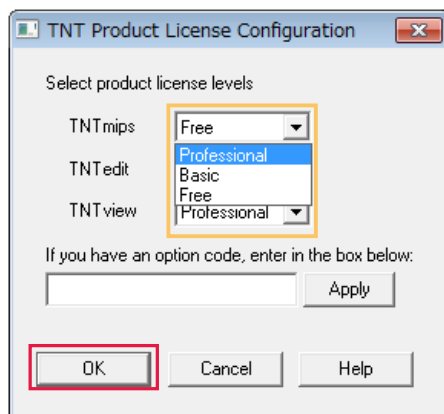 TNT Product License Configuration
Select product license levels
TNTmips Free
Professional
TNTedit Basic
Free
TNTview Professional
If you have an option code, enter in the box below:
Apply
OK Cancel Help